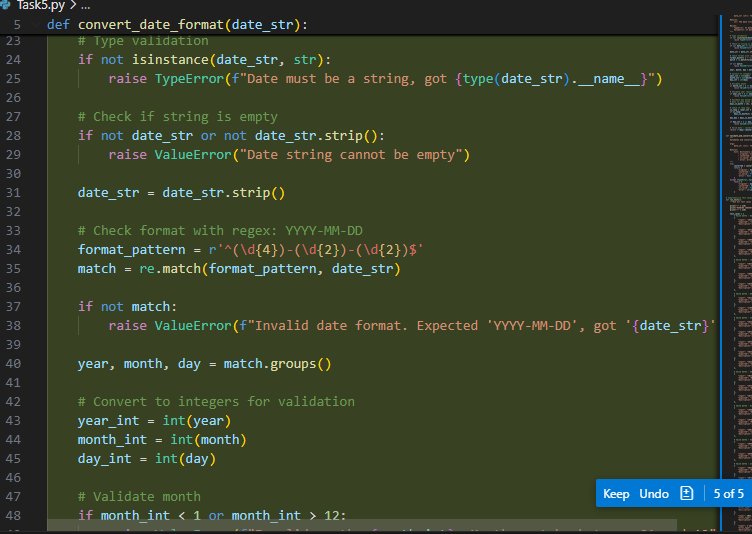 Task5.py > ...
5 def convert_date_format(date_str):
23 # Type validation
24 if not isinstance(date_str, str):
25 raise TypeError(f"Date must be a string, got {type(date_str).__name__}")
26
27 # Check if string is empty
28 if not date_str or not date_str.strip():
29 raise ValueError("Date string cannot be empty")
30
31 date_str = date_str.strip()
32
33 # Check format with regex: YYYY-MM-DD
34 format_pattern = r'^(\d{4})-(\d{2})-(\d{2})$'
35 match = re.match(format_pattern, date_str)
36
37 if not match:
38 raise ValueError(f"Invalid date format. Expected 'YYYY-MM-DD', got '{date_str}'
39
40 year, month, day = match.groups()
41
42 # Convert to integers for validation
43 year_int = int(year)
44 month_int = int(month)
45 day_int = int(day)
46
47 # Validate month
48 if month_int < 1 or month_int > 12:
Keep Undo 5 of 5